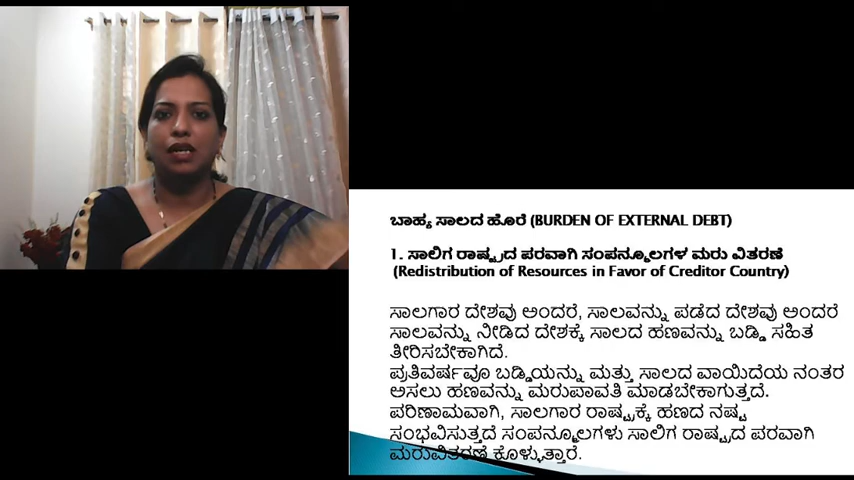 ಬಾಹ್ಯ ಸಾಲದ ಹೊರೆ (BURDEN OF EXTERNAL DEBT)
1. ಸಾಲಿಗ ರಾಷ್ಟ್ರದ ಪರವಾಗಿ ಸಂಪನ್ಮೂಲಗಳ ಮರು ವಿತರಣೆ
(Redistribution of Resources in Favor of Creditor Country)
ಸಾಲಗಾರ ದೇಶವು ಅಂದರೆ, ಸಾಲವನ್ನು ಪಡೆದ ದೇಶವು ಅಂದರೆ
ಸಾಲವನ್ನು ನೀಡಿದ ದೇಶಕ್ಕೆ ಸಾಲದ ಹಣವನ್ನು ಬಡ್ಡಿ ಸಹಿತ
ತೀರಿಸಬೇಕಾಗಿದೆ.
ಪ್ರತಿವರ್ಷವೂ ಬಡ್ಡಿಯನ್ನು ಮತ್ತು ಸಾಲದ ವಾಯಿದೆಯ ನಂತರ
ಅಸಲು ಹಣವನ್ನು ಮರುಪಾವತಿ ಮಾಡಬೇಕಾಗುತ್ತದೆ.
ಪರಿಣಾಮವಾಗಿ, ಸಾಲಗಾರ ರಾಷ್ಟ್ರಕ್ಕೆ ಹಣದ ನಷ್ಟ
ಸಂಭವಿಸುತ್ತದೆ ಸಂಪನ್ಮೂಲಗಳು ಸಾಲಿಗ ರಾಷ್ಟ್ರದ ಪರವಾಗಿ
ಮರುವಿತರಣೆ ಕೊಳ್ಳುತ್ತಾರೆ.